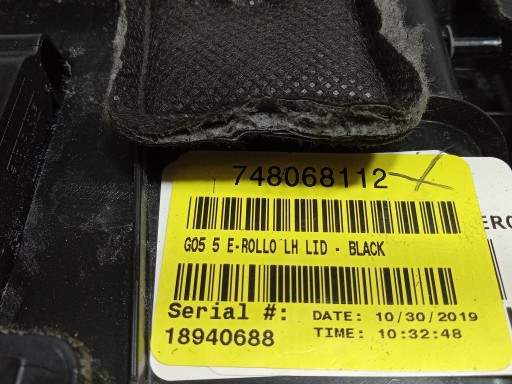 748068112
G05 5 E-ROLLO LH LID - BLACK
Serial #: DATE: 10/30/2019
18940688 TIME: 10:32:48